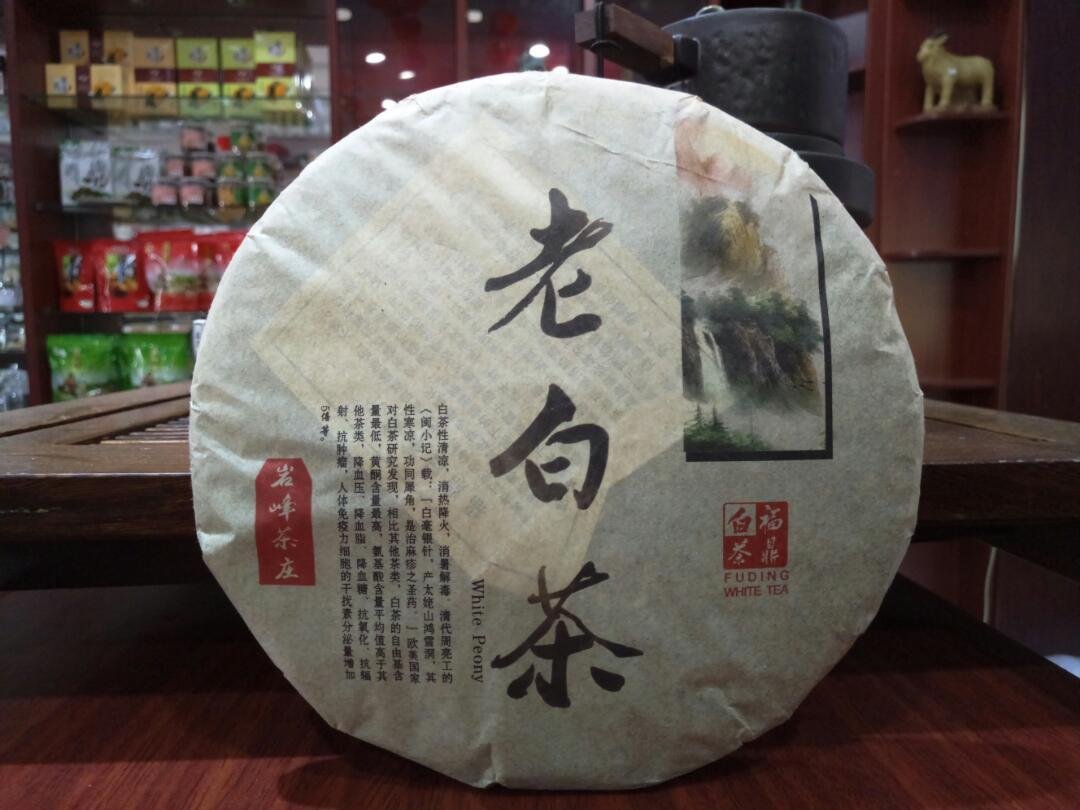 老白茶
White Peony
白茶性清凉，消热降火，消暑解毒。清代周亮工的
《闽小记》载：“白毫银针，产太姥山鸿雪洞，其
性寒凉，功同犀角，是治麻疹之圣药。”欧美国家
对白茶研究发现，相比其他茶类，白茶的自由基含
量最低，黄酮含量最高，氨基酸含量平均值高于其
他茶类，降血压、降血脂、降血糖、抗氧化、抗辐
射、抗肿瘤，人体免疫力细胞的干扰素分泌量增加
5倍等。
岩峰茶庄
福鼎
白茶
FUDING
WHITE TEA